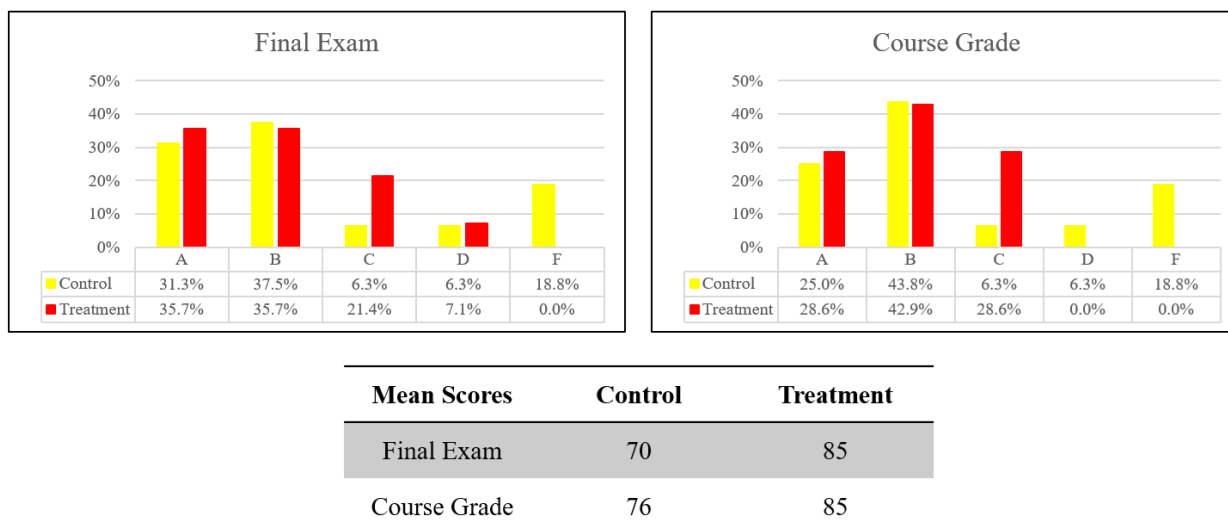 Final Exam
50%
40%
30%
20%
10%
0%
A B C D F
Control 31.3% 37.5% 6.3% 6.3% 18.8%
Treatment 35.7% 35.7% 21.4% 7.1% 0.0%
Course Grade
50%
40%
30%
20%
10%
0%
A B C D F
Control 25.0% 43.8% 6.3% 6.3% 18.8%
Treatment 28.6% 42.9% 28.6% 0.0% 0.0%
Mean Scores Control Treatment
Final Exam 70 85
Course Grade 76 85